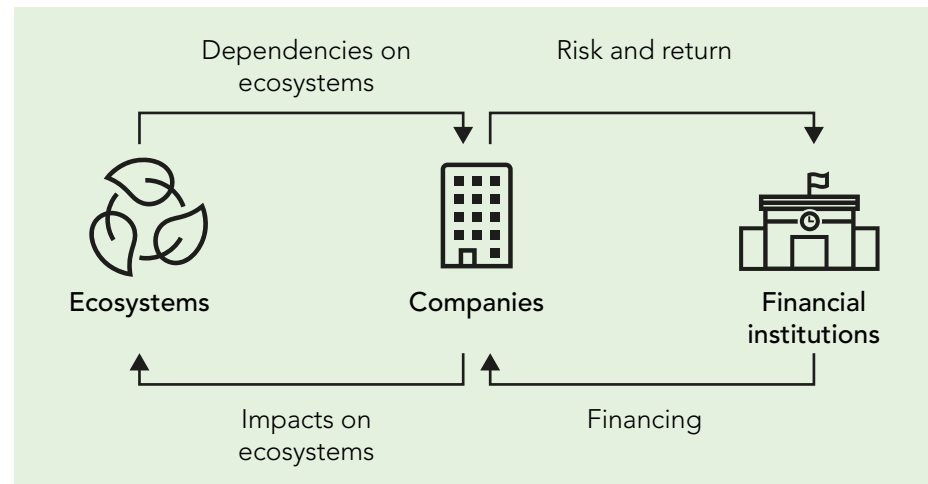 Dependencies on
ecosystems
Risk and return
Ecosystems
Companies
Financial
institutions
Impacts on
ecosystems
Financing